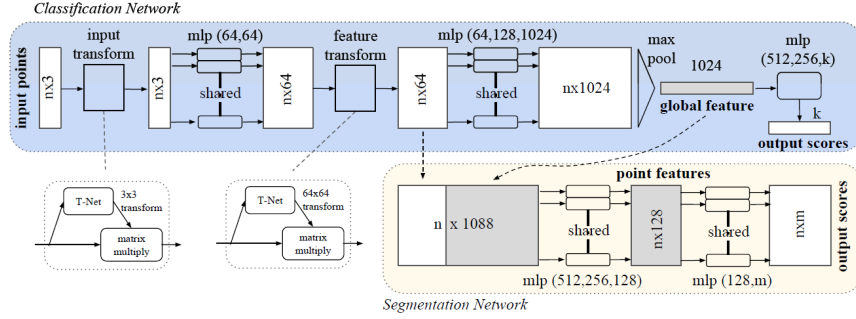 Classification Network
input points
nx3
input
transform
nx3
mlp (64,64)
shared
nx64
feature
transform
nx64
mlp (64,128,1024)
shared
nx1024
max
pool
1024
global feature
mlp
(512,256,k)
k
output scores
T-Net
3x3
transform
matrix
multiply
T-Net
64x64
transform
matrix
multiply
point features
n x 1088
shared
mlp (512,256,128)
nx128
shared
mlp (128,m)
nxm
output scores
Segmentation Network